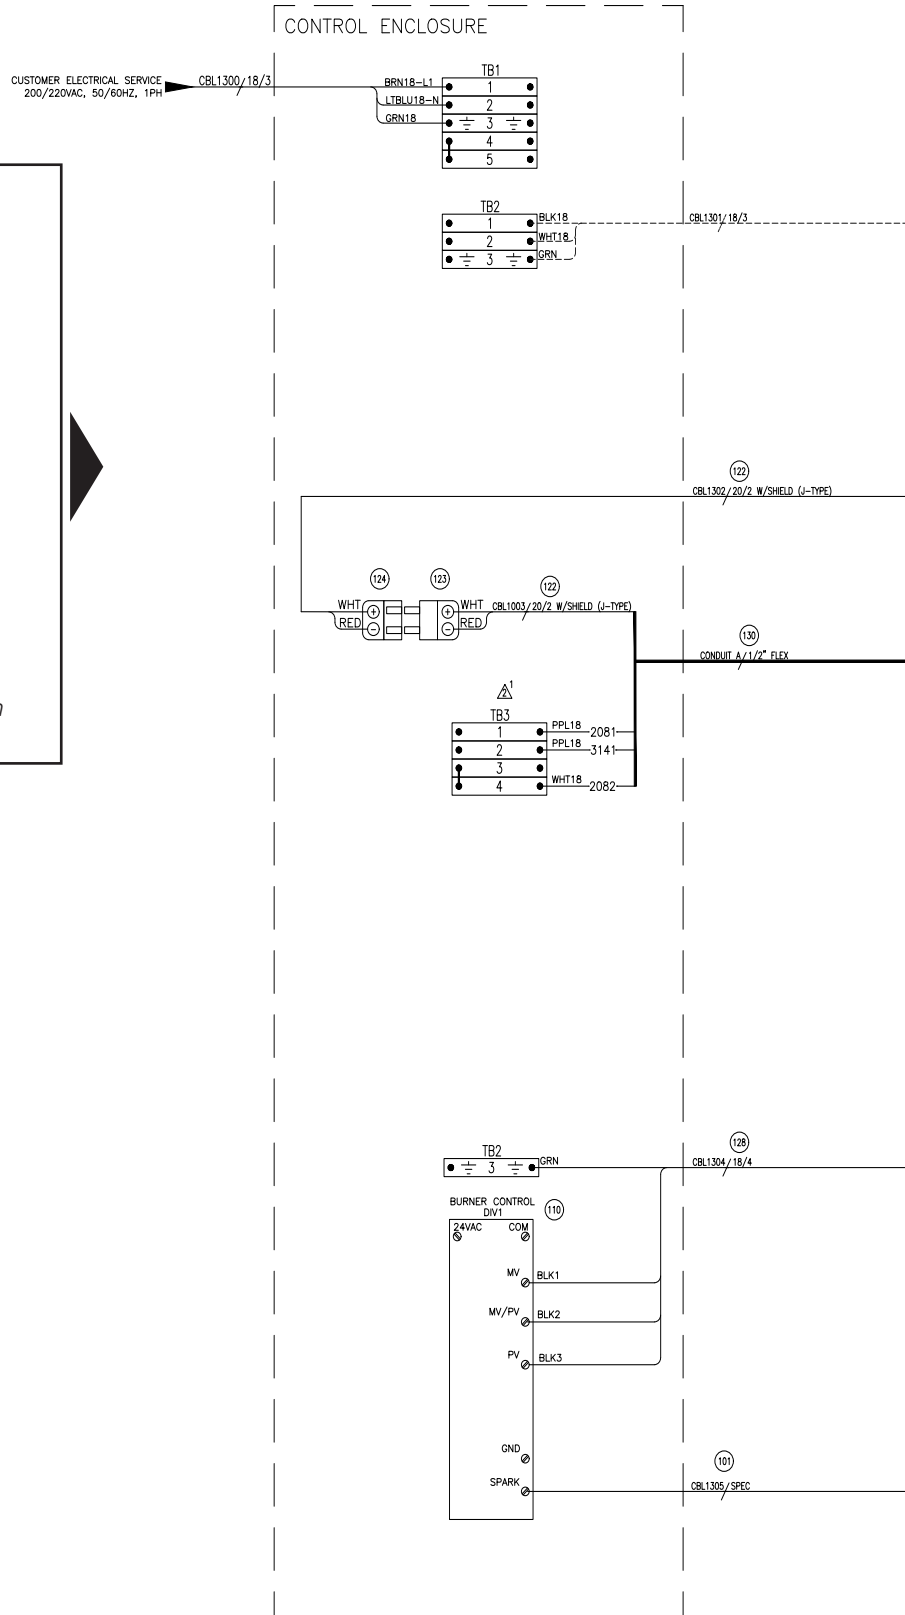 CONTROL ENCLOSURE
CUSTOMER ELECTRICAL SERVICE
200/220VAC, 50/60HZ, 1PH
CBL1300/18/3
TB1
BRN18-L1
1
LTBLU18-N
2
GRN18
3
4
5
TB2
1
BLK18
CBL1301/18/3
2
WHT18
3
GRN
122
CBL1302/20/2 W/SHIELD (J-TYPE)
124
123
122
WHT
WHT
CBL1003/20/2 W/SHIELD (J-TYPE)
RED
RED
130
CONDUIT A/1/2" FLEX
2 1
TB3
1
PPL18
2081
2
PPL18
3141
3
4
WHT18
2082
TB2
3
GRN
128
CBL1304/18/4
BURNER CONTROL
DIV1
110
24VAC
COM
MV
BLK1
MV/PV
BLK2
PV
BLK3
GND
SPARK
101
CBL1305/SPEC